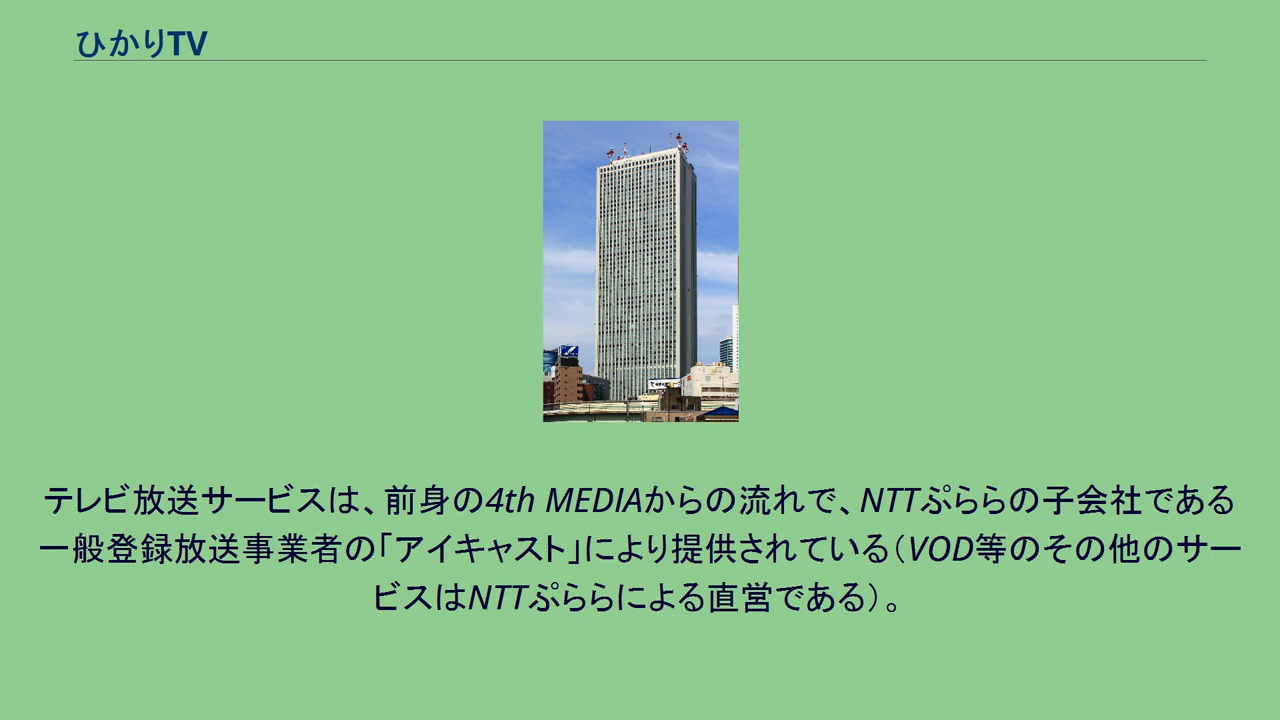 ひかりTV
テレビ放送サービスは、前身の4th MEDIAからの流れで、NTTぷららの子会社である
一般登録放送事業者の「アイキャスト」により提供されている（VOD等のその他のサー
ビスはNTTぷららによる直営である）。